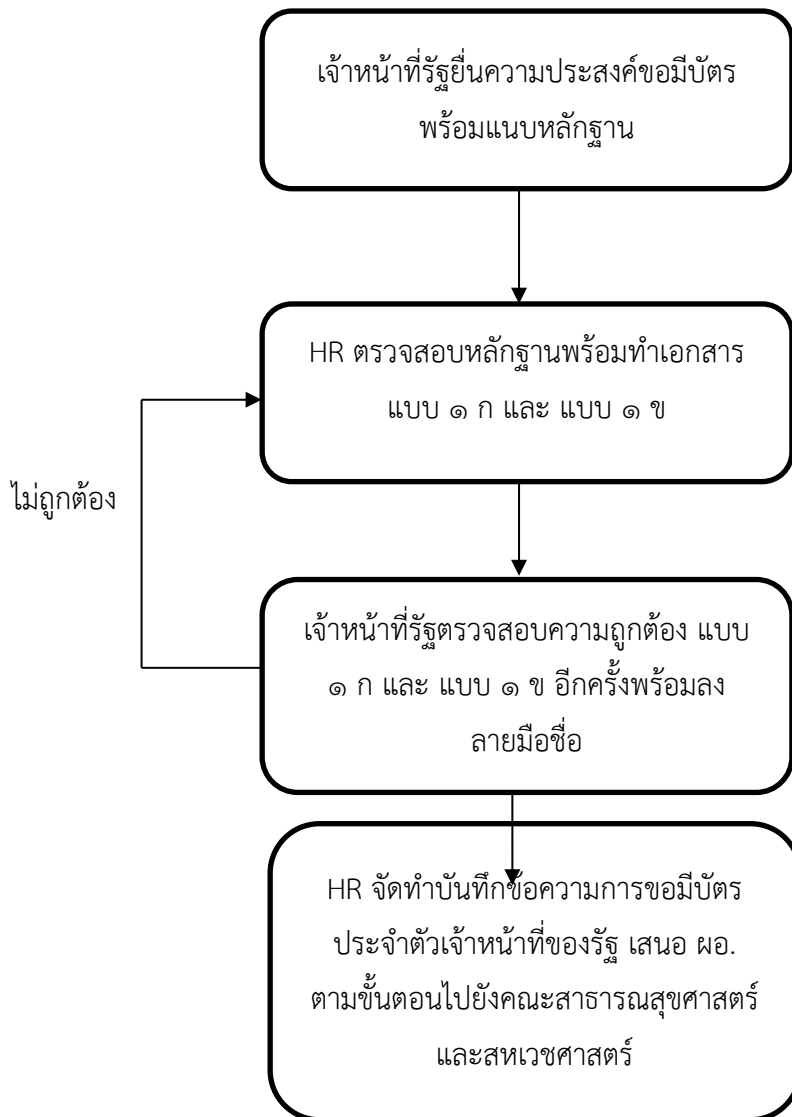 เจ้าหน้าที่รัฐยื่นความประสงค์ขอมีบัตร
พร้อมแนบหลักฐาน
HR ตรวจสอบหลักฐานพร้อมทำเอกสาร
แบบ ๑ ก และ แบบ ๑ ข
ไม่ถูกต้อง
เจ้าหน้าที่รัฐตรวจสอบความถูกต้อง แบบ
๑ ก และ แบบ ๑ ข อีกครั้งพร้อมลง
ลายมือชื่อ
HR จัดทำบันทึกข้อความการขอมีบัตร
ประจำตัวเจ้าหน้าที่ของรัฐ เสนอ ผอ.
ตามขั้นตอนไปยังคณะสาธารณสุขศาสตร์
และสหเวชศาสตร์